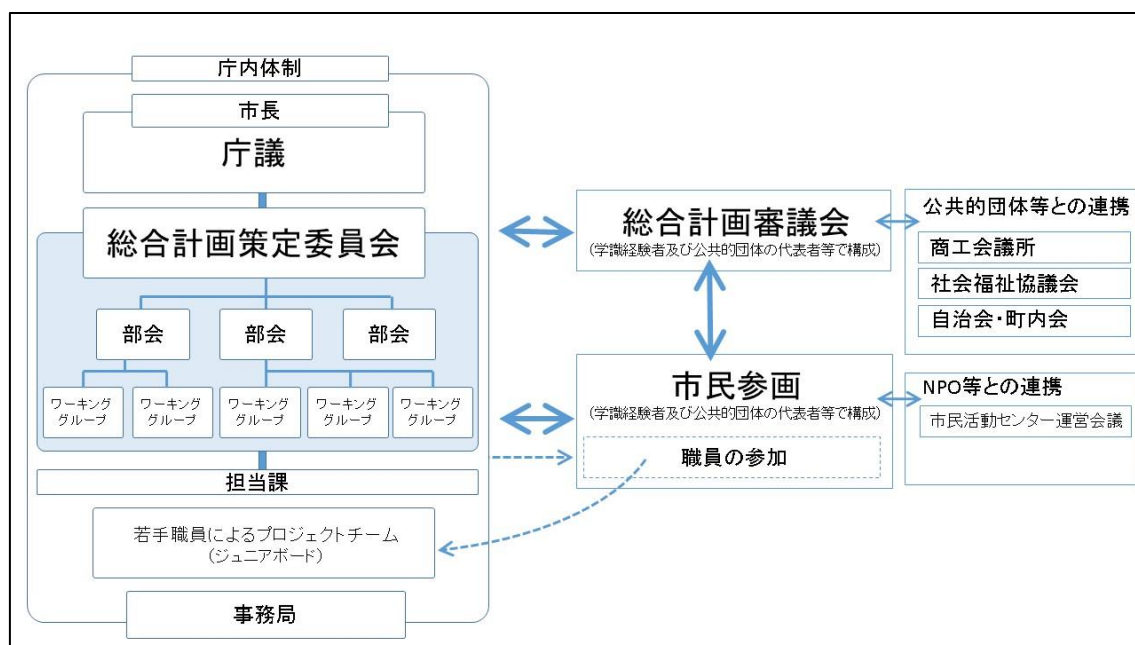 庁内体制
市長
庁議
総合計画策定委員会
部会
部会
部会
ワーキング
グループ
ワーキング
グループ
ワーキング
グループ
ワーキング
グループ
ワーキング
グループ
担当課
若手職員によるプロジェクトチーム
(ジュニアボード)
事務局
総合計画審議会
(学識経験者及び公共的団体の代表者等で構成)
市民参画
(学識経験者及び公共的団体の代表者等で構成)
職員の参加
公共的団体等との連携
商工会議所
社会福祉協議会
自治会・町内会
NPO等との連携
市民活動センター運営会議